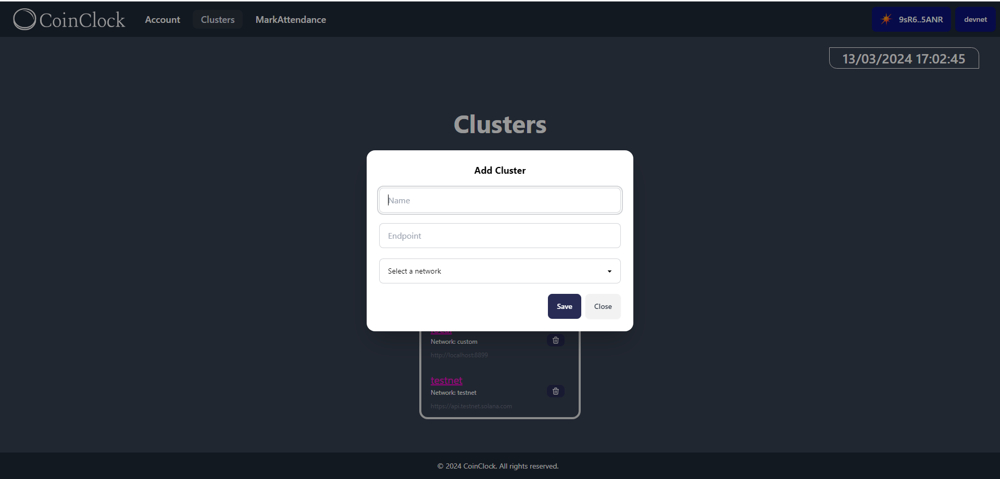 CoinClock Account Clusters MarkAttendance 9sR6..5ANR devnet
13/03/2024 17:02:45
Clusters
Add Cluster
Name
Endpoint
Select a network
Save Close
local
Network: custom
http://localhost:8899
testnet
Network: testnet
https://api.testnet.solana.com
© 2024 CoinClock. All rights reserved.